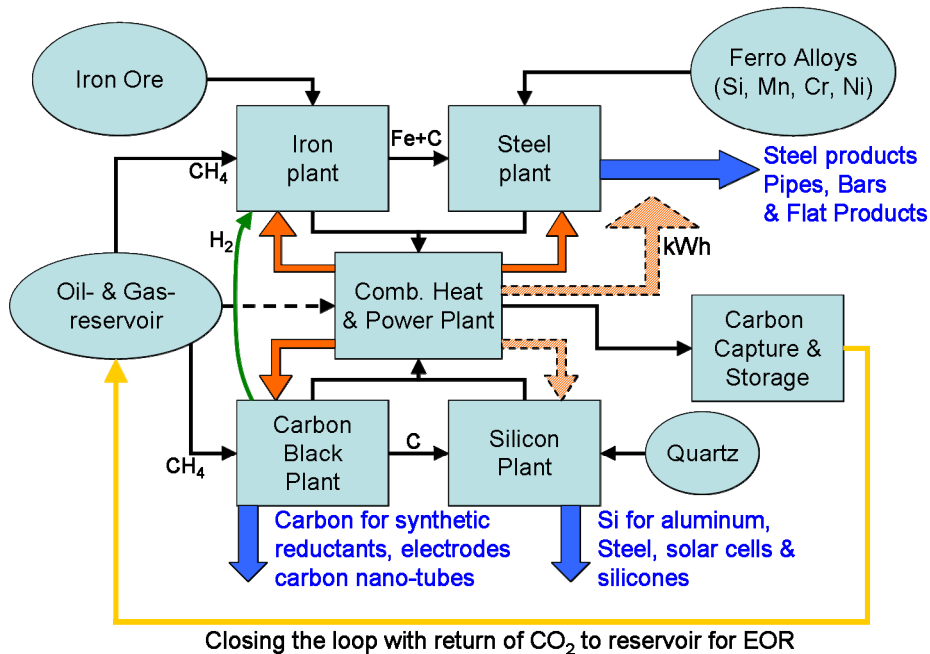 Iron Ore
Ferro Alloys
(Si, Mn, Cr, Ni)
Iron
plant
Fe+C
Steel
plant
CH₄
Steel products
Pipes, Bars
& Flat Products
H₂
kWh
Oil- & Gas-
reservoir
Comb. Heat
& Power Plant
Carbon
Capture &
Storage
Carbon
Black
Plant
C
Silicon
Plant
Quartz
CH₄
Carbon for synthetic
reductants, electrodes
carbon nano-tubes
Si for aluminum,
Steel, solar cells &
silicones
Closing the loop with return of CO₂ to reservoir for EOR